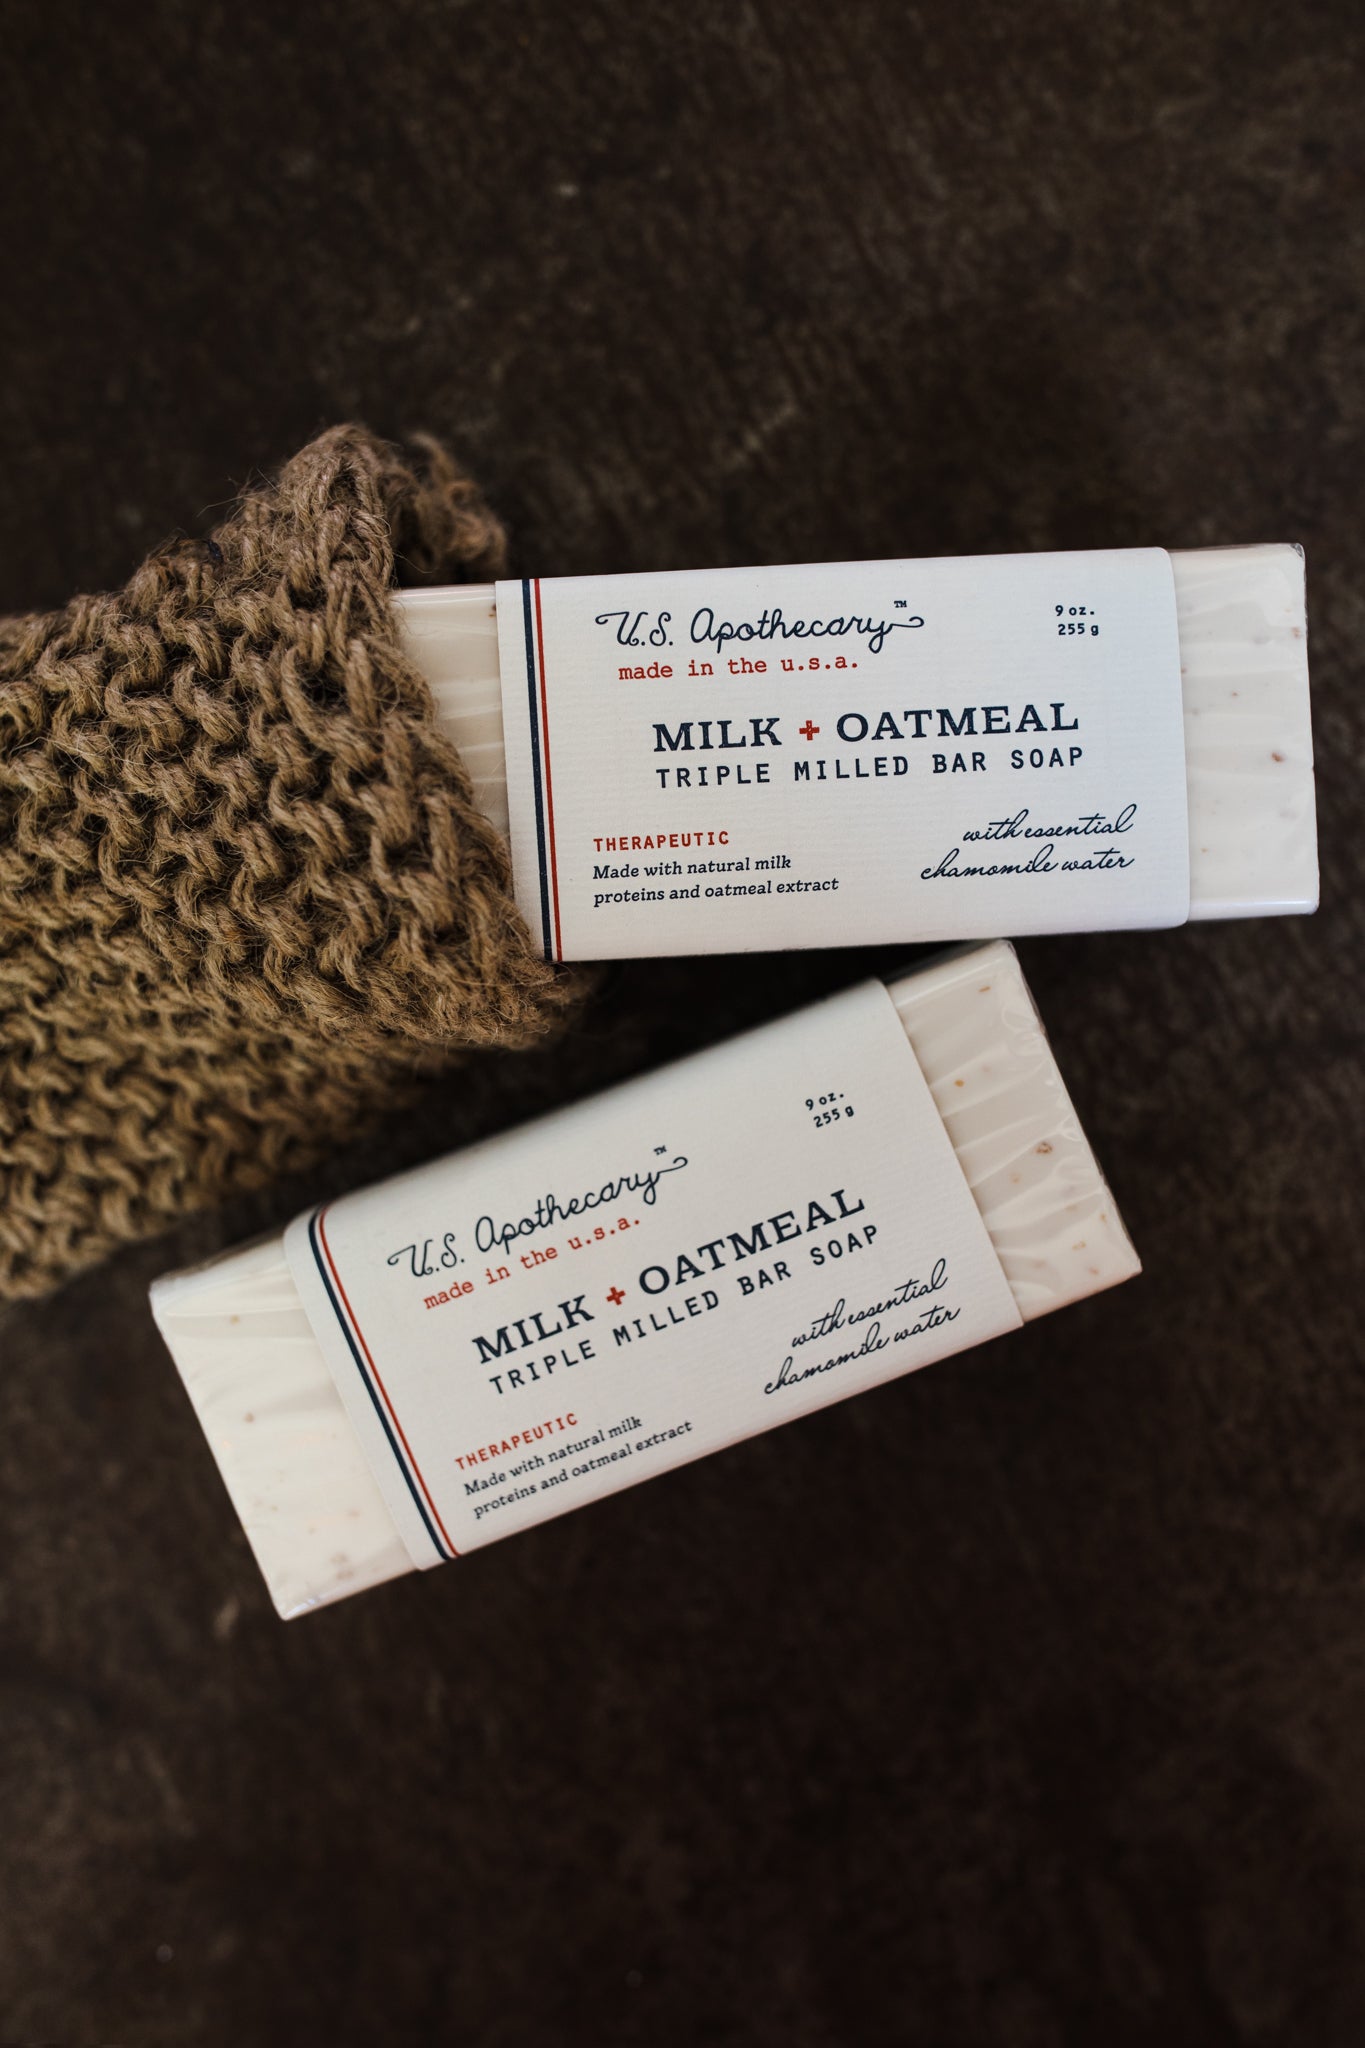 U.S. Apothecary™
made in the u.s.a.
9 oz.
255 g
MILK + OATMEAL
TRIPLE MILLED BAR SOAP
THERAPEUTIC
Made with natural milk
proteins and oatmeal extract
with essential
chamomile water
U.S. Apothecary™
made in the u.s.a.
9 oz.
255 g
MILK + OATMEAL
TRIPLE MILLED BAR SOAP
THERAPEUTIC
Made with natural milk
proteins and oatmeal extract
with essential
chamomile water